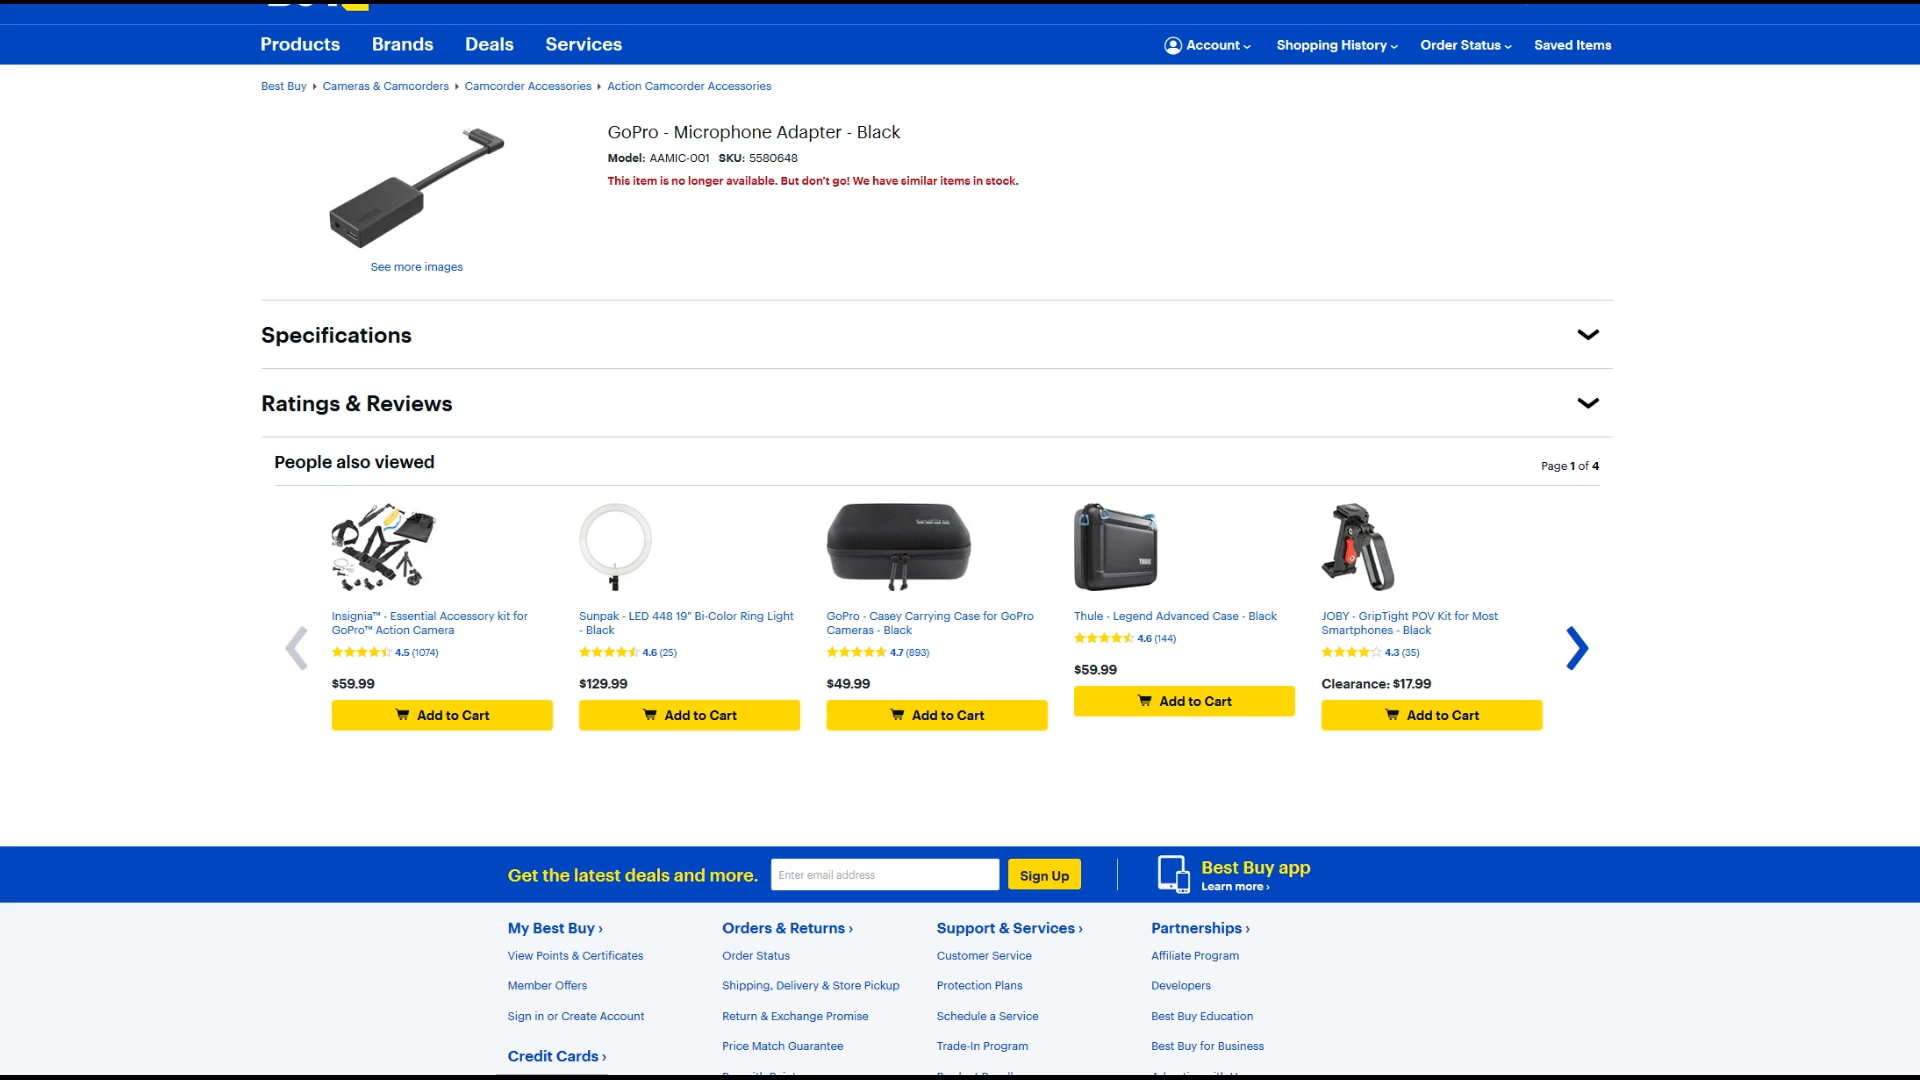 Products Brands Deals Services
Account Shopping History Order Status Saved Items
Best Buy Cameras & Camcorders Camcorder Accessories Action Camcorder Accessories
GoPro - Microphone Adapter - Black
Model: AAMIC-001 SKU: 5580648
This item is no longer available. But don't go! We have similar items in stock.
See more images
Specifications
Ratings & Reviews
People also viewed
Page 1 of 4
Insignia™ - Essential Accessory kit for
GoPro™ Action Camera
4.5 (1074)
$59.99
Add to Cart
Sunpak - LED 448 19" Bi-Color Ring Light
- Black
4.6 (25)
$129.99
Add to Cart
GoPro - Casey Carrying Case for GoPro
Cameras - Black
4.7 (893)
$49.99
Add to Cart
THULE
Thule - Legend Advanced Case - Black
4.6 (144)
$59.99
Add to Cart
JOBY - GripTight POV Kit for Most
Smartphones - Black
4.3 (35)
Clearance: $17.99
Add to Cart
Get the latest deals and more.
Enter email address
Sign Up
Best Buy app
Learn more ›
My Best Buy ›
View Points & Certificates
Member Offers
Sign in or Create Account
Credit Cards ›
Orders & Returns ›
Order Status
Shipping, Delivery & Store Pickup
Return & Exchange Promise
Price Match Guarantee
Support & Services ›
Customer Service
Protection Plans
Schedule a Service
Trade-In Program
Partnerships ›
Affiliate Program
Developers
Best Buy Education
Best Buy for Business